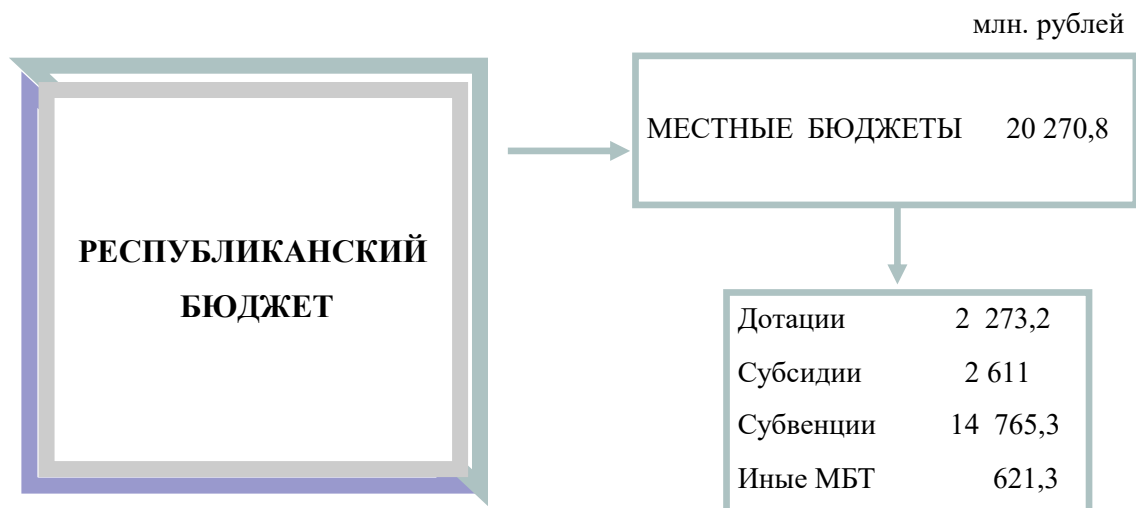 млн. рублей
МЕСТНЫЕ БЮДЖЕТЫ 20 270,8
РЕСПУБЛИКАНСКИЙ
БЮДЖЕТ
Дотации 2 273,2
Субсидии 2 611
Субвенции 14 765,3
Иные МБТ 621,3